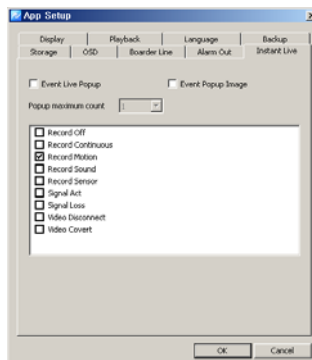 App Setup
Display Playback Language Backup
Storage OSD Boarder Line Alarm Out Instant Live
Event Live Popup Event Popup Image
Popup maximum count 1
Record Off
Record Continuous
Record Motion
Record Sound
Record Sensor
Signal Act
Signal Loss
Video Disconnect
Video Covert
OK Cancel